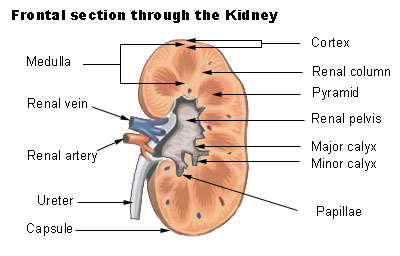 Frontal section through the Kidney
Medulla
Renal vein
Renal artery
Ureter
Capsule
Cortex
Renal column
Pyramid
Renal pelvis
Major calyx
Minor calyx
Papillae